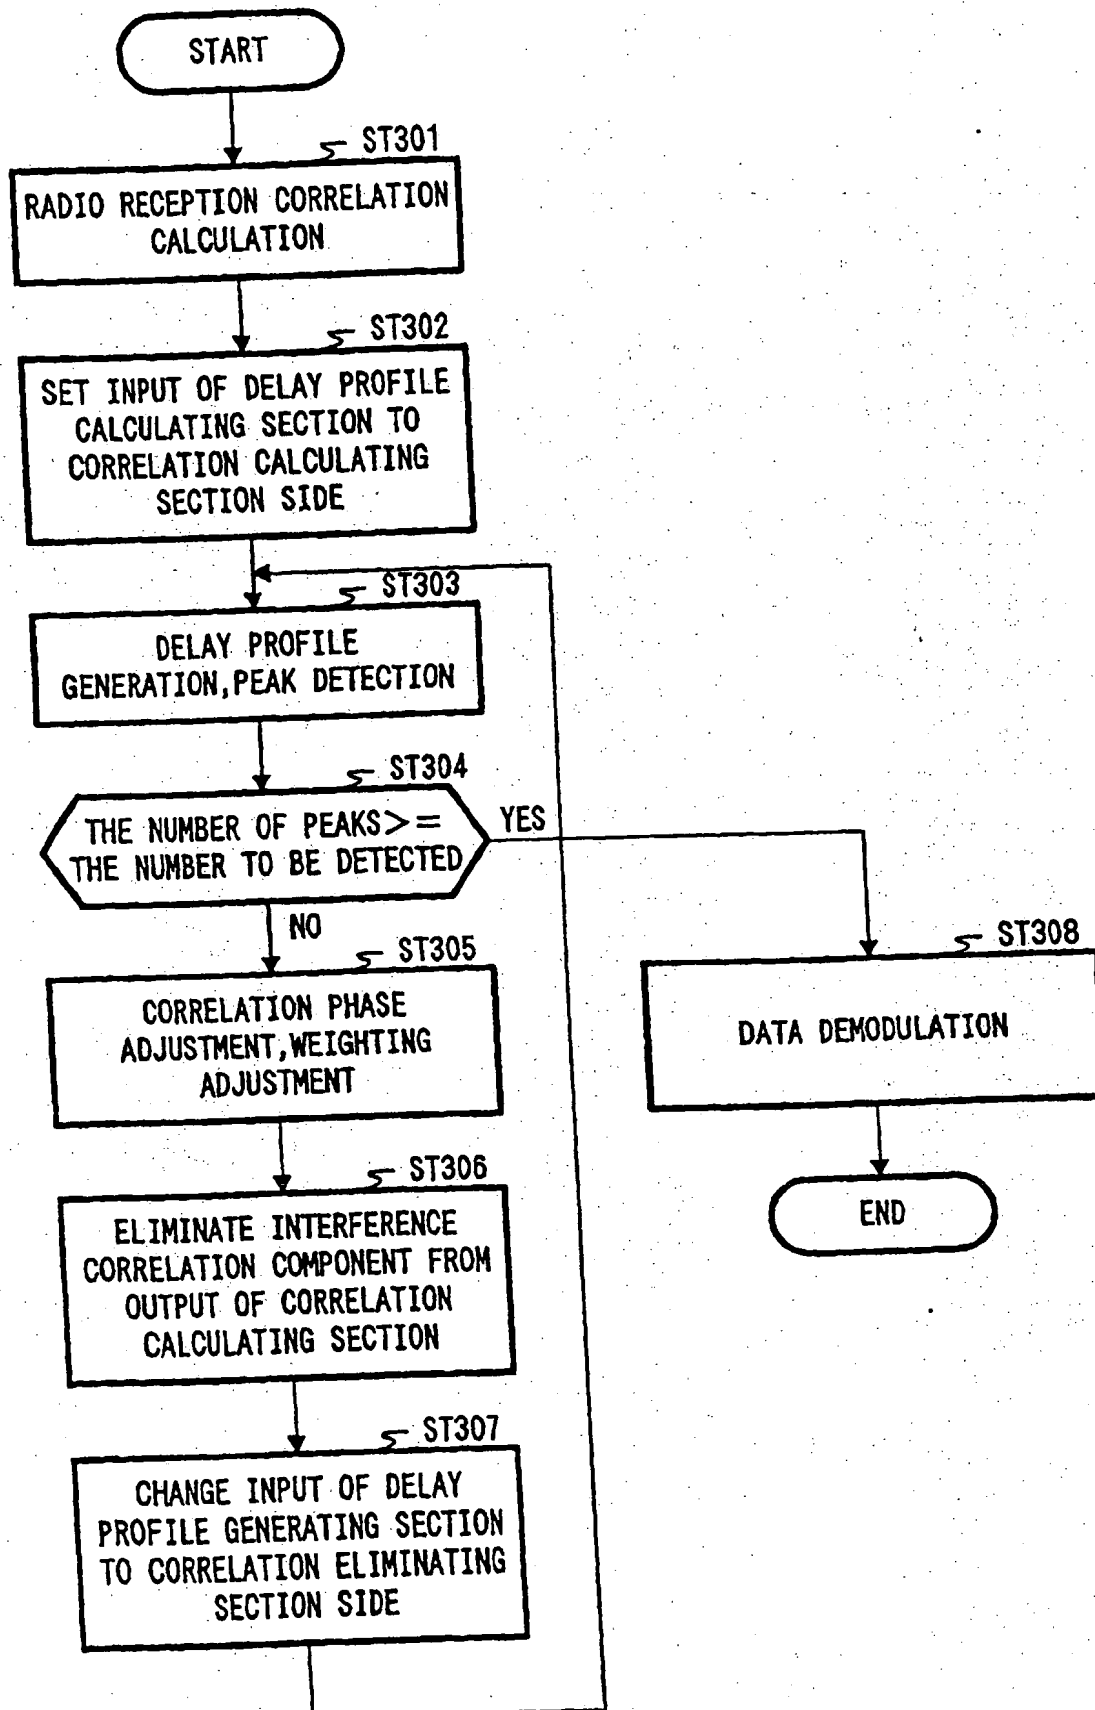 START
ST301
RADIO RECEPTION CORRELATION
CALCULATION
ST302
SET INPUT OF DELAY PROFILE
CALCULATING SECTION TO
CORRELATION CALCULATING
SECTION SIDE
ST303
DELAY PROFILE
GENERATION,PEAK DETECTION
ST304
THE NUMBER OF PEAKS>=
THE NUMBER TO BE DETECTED
YES
NO
ST305
CORRELATION PHASE
ADJUSTMENT,WEIGHTING
ADJUSTMENT
ST306
ELIMINATE INTERFERENCE
CORRELATION COMPONENT FROM
OUTPUT OF CORRELATION
CALCULATING SECTION
ST307
CHANGE INPUT OF DELAY
PROFILE GENERATING SECTION
TO CORRELATION ELIMINATING
SECTION SIDE
ST308
DATA DEMODULATION
END